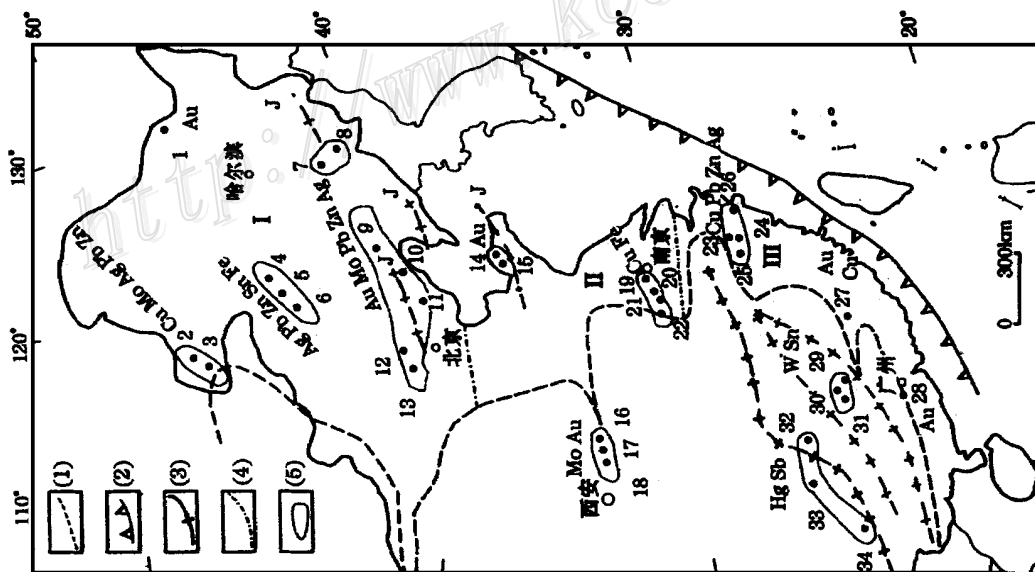 50°
40°
30°
20°
130°
120°
110°
http://www
(1)
(2)
(3)
(4)
(5)
1
Au
哈尔滨
I
J
7
8
Cu Mo Ag Pb Zn
2
3
4
5
6
Ag Pb Zn Sn Fe
Au Mo Pb Zn Ag
9
J
J
10
11
12
13
北京
14 Au
15
J
II
Cu Fe
南京
19
20
21
22
Mo Au
西安
16
17
18
Cu Pb Zn Ag
23
24
25
26
III
Au
Cu
27
W Sn
29
30
31
广州
28
Au
Hg Sb
32
33
34
0 300km